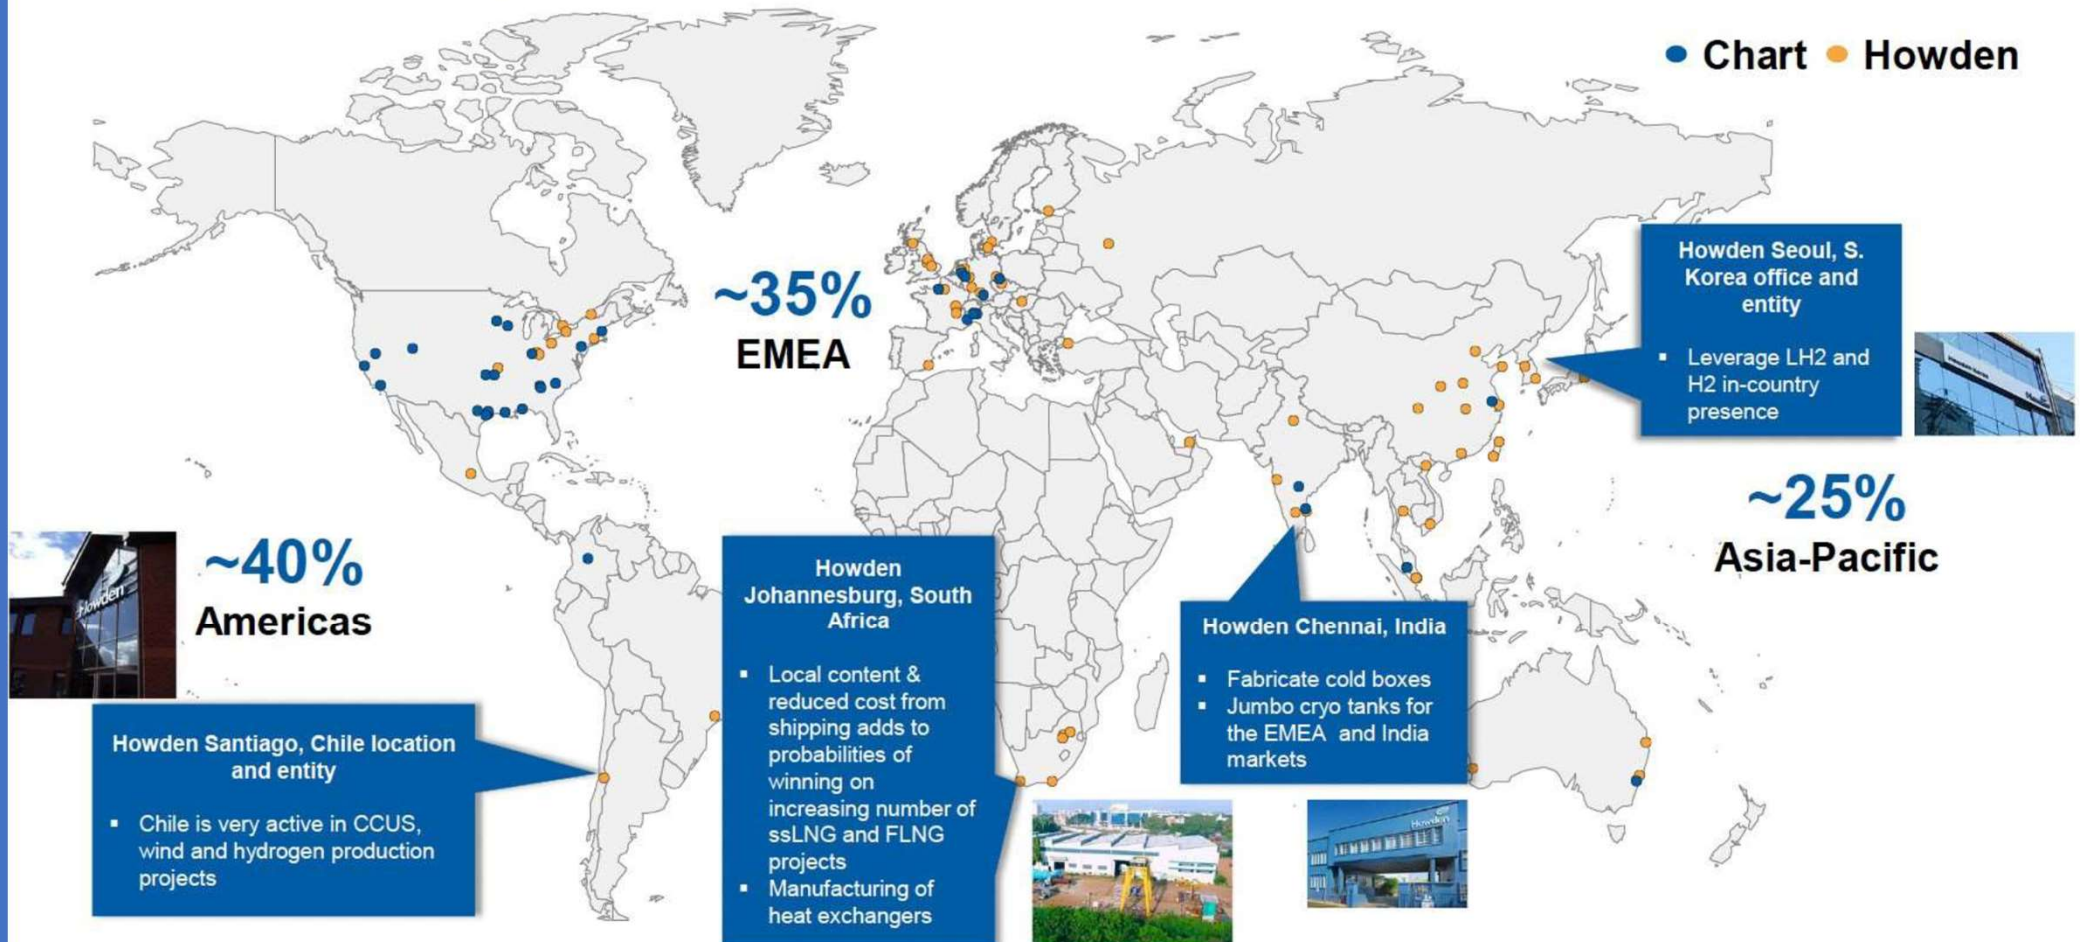 Chart
Howden
~35%
EMEA
Howden Seoul, S.
Korea office and
entity
▪ Leverage LH2 and
H2 in-country
presence
~25%
Asia-Pacific
Howden
~40%
Americas
Howden Santiago, Chile location
and entity
▪ Chile is very active in CCUS,
wind and hydrogen production
projects
Howden
Johannesburg, South
Africa
▪ Local content &
reduced cost from
shipping adds to
probabilities of
winning on
increasing number of
ssLNG and FLNG
projects
▪ Manufacturing of
heat exchangers
Howden Chennai, India
▪ Fabricate cold boxes
▪ Jumbo cryo tanks for
the EMEA and India
markets
Howden